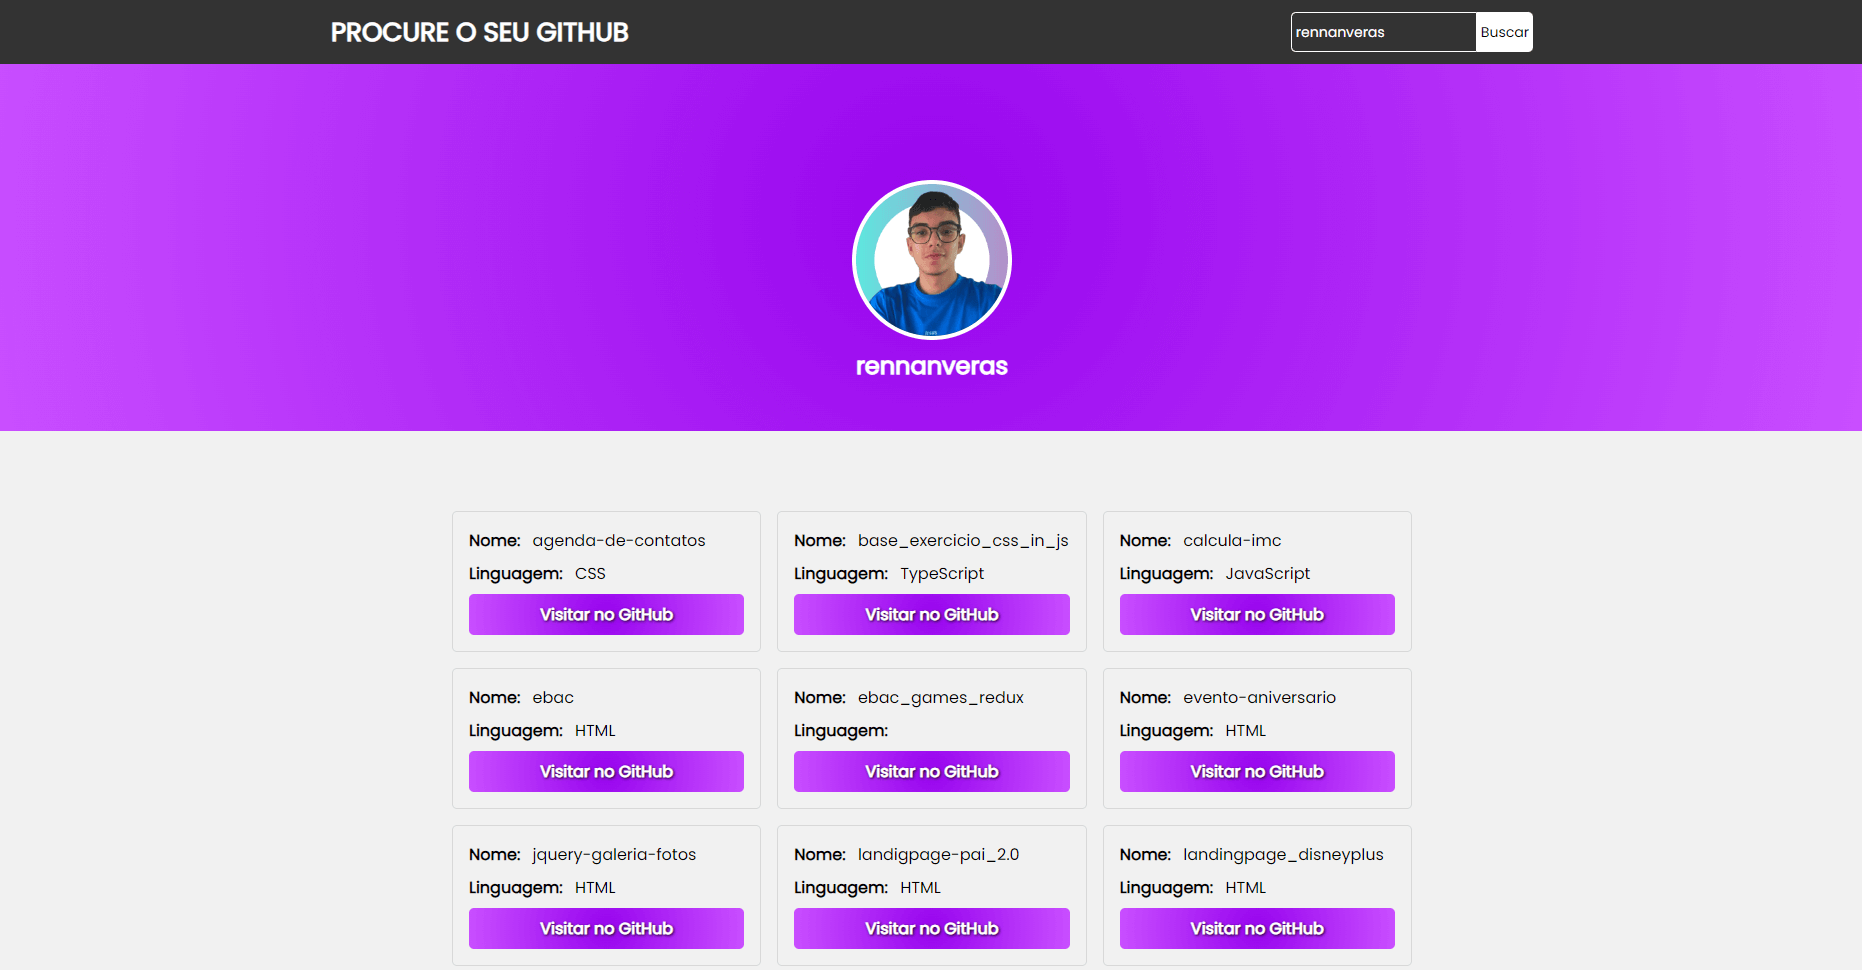 PROCURE O SEU GITHUB
rennanveras Buscar
rennanveras
Nome: agenda-de-contatos
Linguagem: CSS
Visitar no GitHub
Nome: base_exercicio_css_in_js
Linguagem: TypeScript
Visitar no GitHub
Nome: calcula-imc
Linguagem: JavaScript
Visitar no GitHub
Nome: ebac
Linguagem: HTML
Visitar no GitHub
Nome: ebac_games_redux
Linguagem:
Visitar no GitHub
Nome: evento-aniversario
Linguagem: HTML
Visitar no GitHub
Nome: jquery-galeria-fotos
Linguagem: HTML
Visitar no GitHub
Nome: landigpage-pai_2.0
Linguagem: HTML
Visitar no GitHub
Nome: landingpage_disneyplus
Linguagem: HTML
Visitar no GitHub